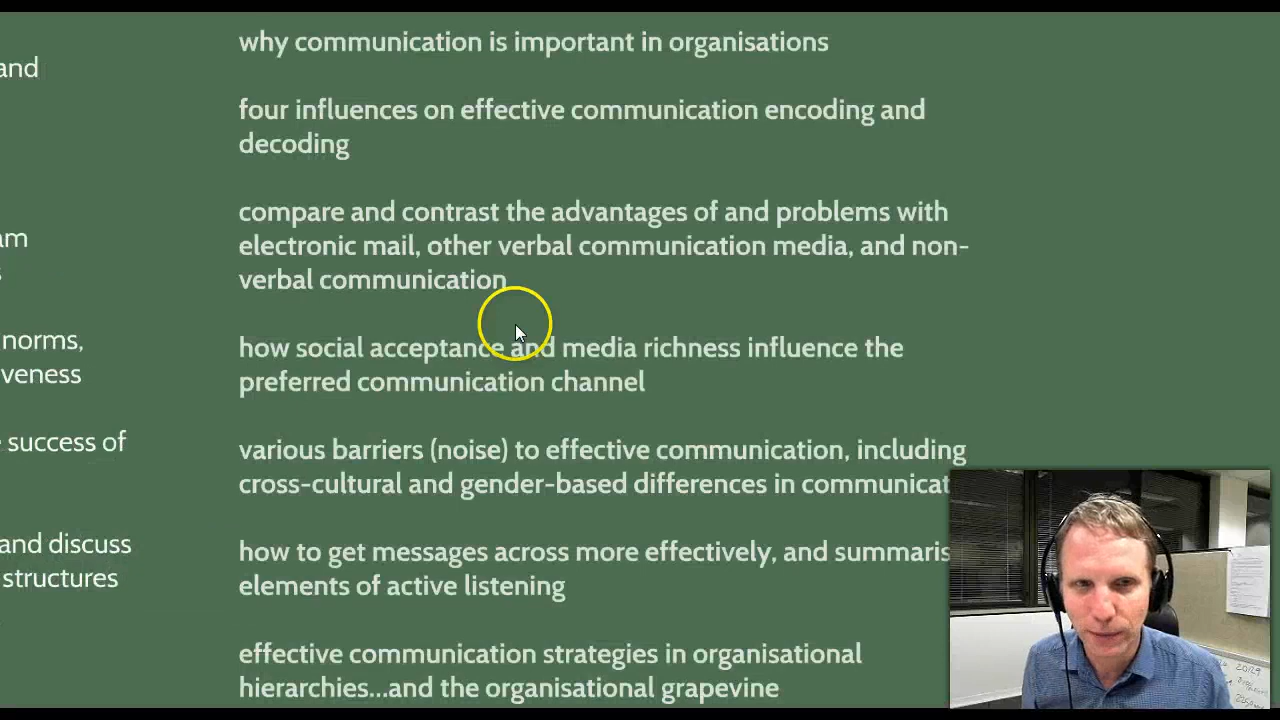 and
am
norms,
iveness
success of
and discuss
structures
why communication is important in organisations
four influences on effective communication encoding and
decoding
compare and contrast the advantages of and problems with
electronic mail, other verbal communication media, and non-
verbal communication
how social acceptance and media richness influence the
preferred communication channel
various barriers (noise) to effective communication, including
cross-cultural and gender-based differences in communicat
how to get messages across more effectively, and summaris
elements of active listening
effective communication strategies in organisational
hierarchies...and the organisational grapevine